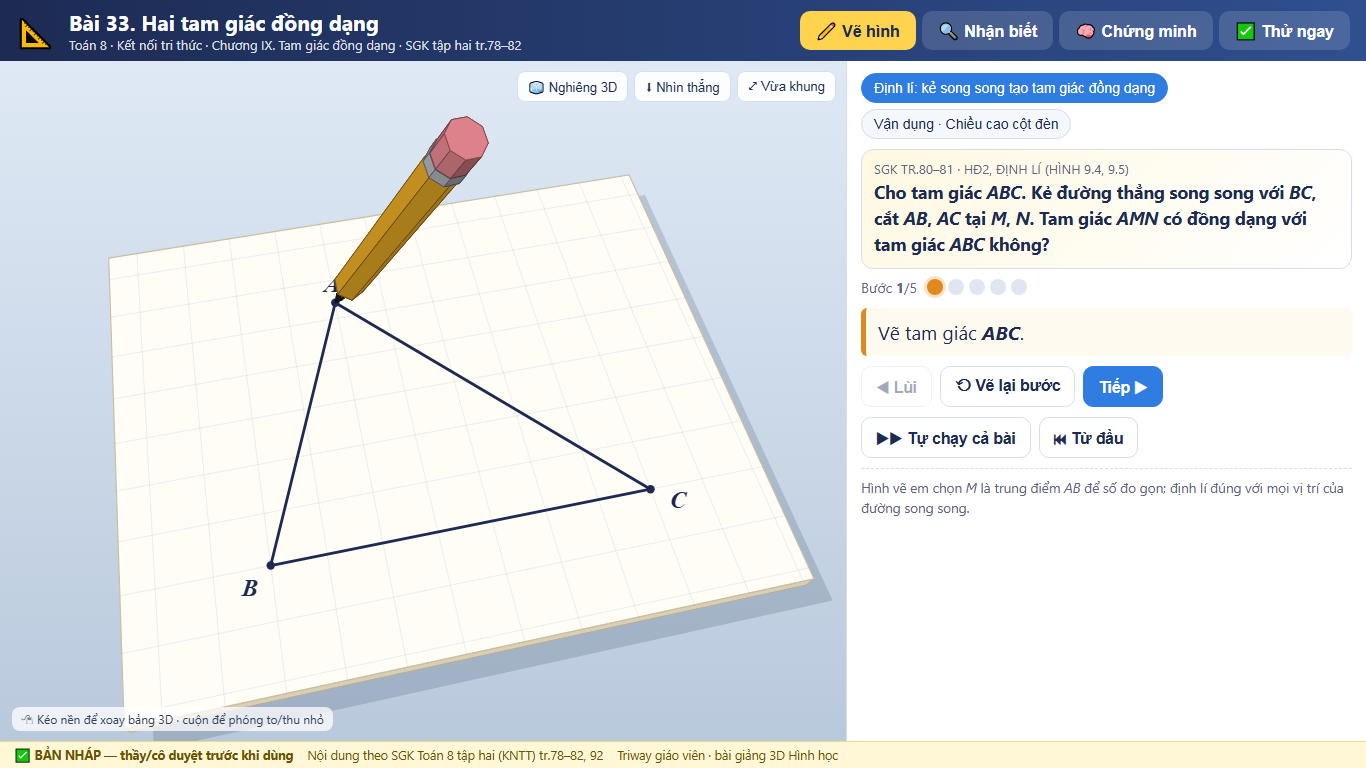 Bài 33. Hai tam giác đồng dạng
Toán 8 · Kết nối tri thức · Chương IX. Tam giác đồng dạng · SGK tập hai tr.78–82
Vẽ hình
Nhận biết
Chứng minh
Thử ngay
Nghiêng 3D
Nhìn thẳng
Vừa khung
A
B
C
Kéo nền để xoay bảng 3D · cuộn để phóng to/thu nhỏ
Định lí: kẻ song song tạo tam giác đồng dạng
Vận dụng · Chiều cao cột đèn
SGK TR.80–81 · HĐ2, ĐỊNH LÍ (HÌNH 9.4, 9.5)
Cho tam giác ABC. Kẻ đường thẳng song song với BC,
cắt AB, AC tại M, N. Tam giác AMN có đồng dạng với
tam giác ABC không?
Bước 1/5
Vẽ tam giác ABC.
Lùi
Vẽ lại bước
Tiếp
Tự chạy cả bài
Từ đầu
Hình vẽ em chọn M là trung điểm AB để số đo gọn; định lí đúng với mọi vị trí của
đường song song.
BẢN NHÁP — thầy/cô duyệt trước khi dùng
Nội dung theo SGK Toán 8 tập hai (KNTT) tr.78–82, 92
Triway giáo viên · bài giảng 3D Hình học